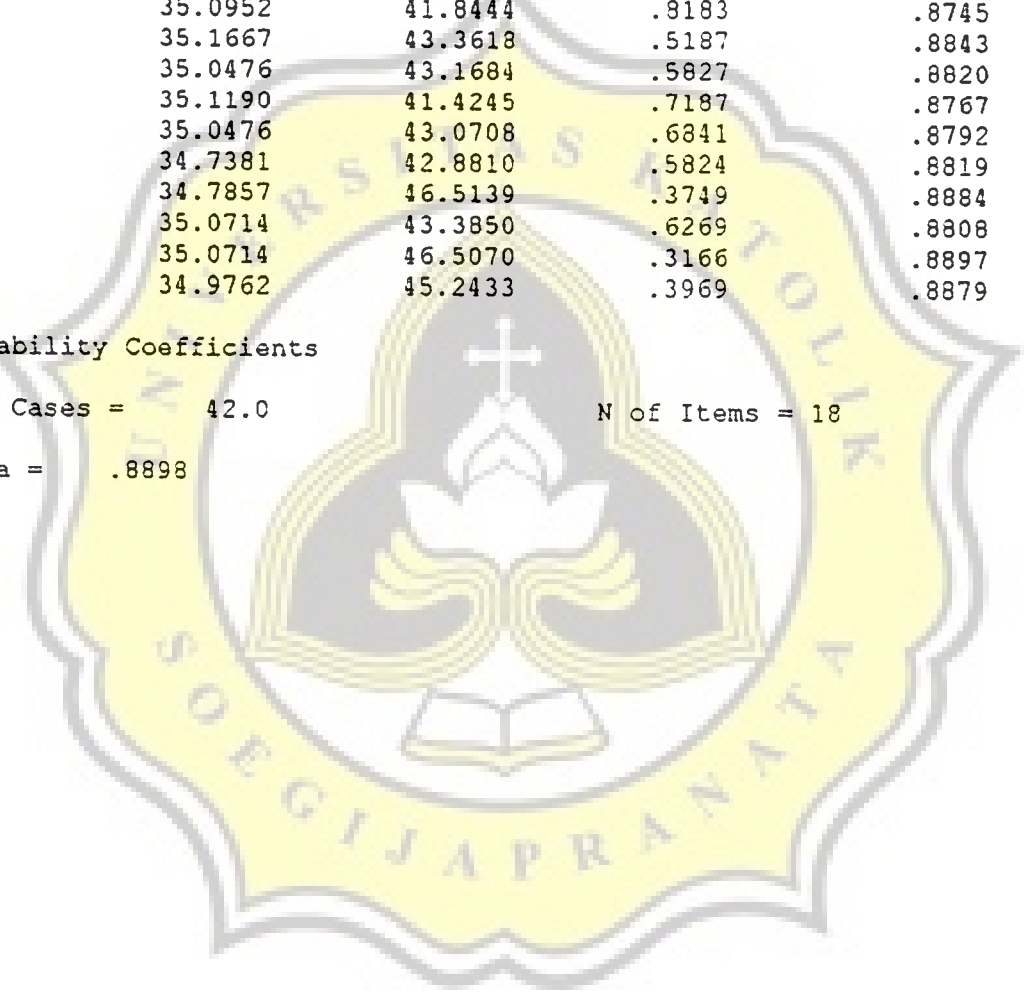 35.0952 41.8444 .8183 .8745
35.1667 43.3618 .5187 .8843
35.0476 43.1684 .5827 .8820
35.1190 41.4245 .7187 .8767
35.0476 43.0708 .6841 .8792
34.7381 42.8810 .5824 .8819
34.7857 46.5139 .3749 .8884
35.0714 43.3850 .6269 .8808
35.0714 46.5070 .3166 .8897
34.9762 45.2433 .3969 .8879
ability Coefficients
Cases = 42.0 N of Items = 18
a = .8898
UNIVERSITAS KATOLIK
SOEGIJAPRANATA